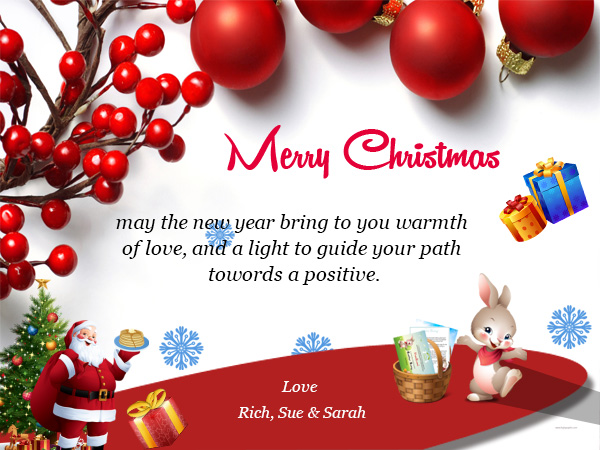 Merry Christmas
may the new year bring to you warmth
of love, and a light to guide your path
towords a positive.
Love
Rich, Sue & Sarah